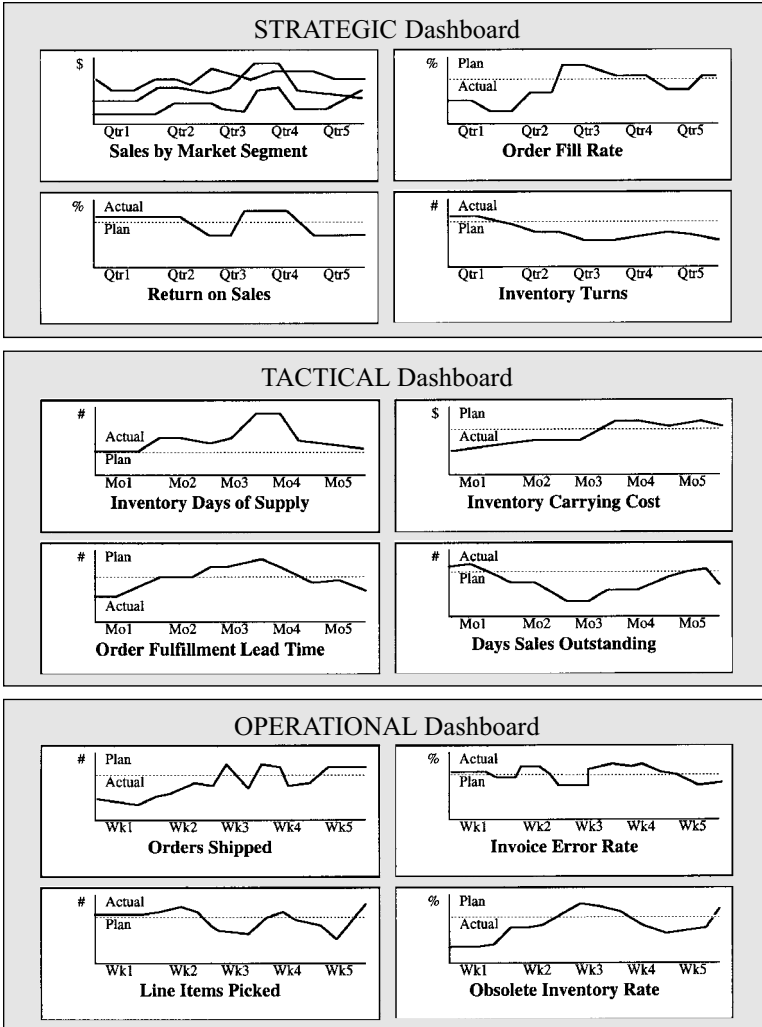 STRATEGIC Dashboard
$
Qtr1 Qtr2 Qtr3 Qtr4 Qtr5
Sales by Market Segment
% Plan
Actual
Qtr1 Qtr2 Qtr3 Qtr4 Qtr5
Order Fill Rate
% Actual
Plan
Qtr1 Qtr2 Qtr3 Qtr4 Qtr5
Return on Sales
# Actual
Plan
Qtr1 Qtr2 Qtr3 Qtr4 Qtr5
Inventory Turns
TACTICAL Dashboard
#
Actual
Plan
Mo1 Mo2 Mo3 Mo4 Mo5
Inventory Days of Supply
$ Plan
Actual
Mo1 Mo2 Mo3 Mo4 Mo5
Inventory Carrying Cost
# Plan
Actual
Mo1 Mo2 Mo3 Mo4 Mo5
Order Fulfillment Lead Time
# Actual
Plan
Mo1 Mo2 Mo3 Mo4 Mo5
Days Sales Outstanding
OPERATIONAL Dashboard
# Plan
Actual
Wk1 Wk2 Wk3 Wk4 Wk5
Orders Shipped
% Actual
Plan
Wk1 Wk2 Wk3 Wk4 Wk5
Invoice Error Rate
# Actual
Plan
Wk1 Wk2 Wk3 Wk4 Wk5
Line Items Picked
% Plan
Actual
Wk1 Wk2 Wk3 Wk4 Wk5
Obsolete Inventory Rate